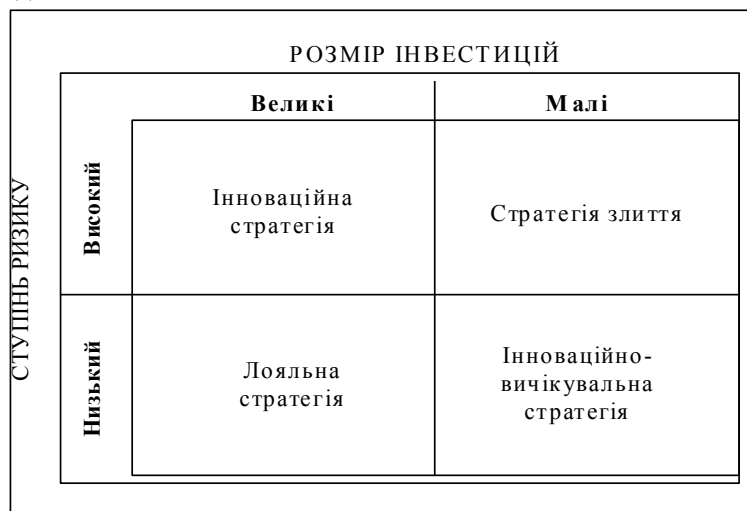 РОЗМІР ІНВЕСТИЦІЙ
Великі
Малі
СТУПІНЬ РИЗИКУ
Високий
Інноваційна
стратегія
Стратегія злиття
Низький
Лояльна
стратегія
Інноваційно-
вичікувальна
стратегія